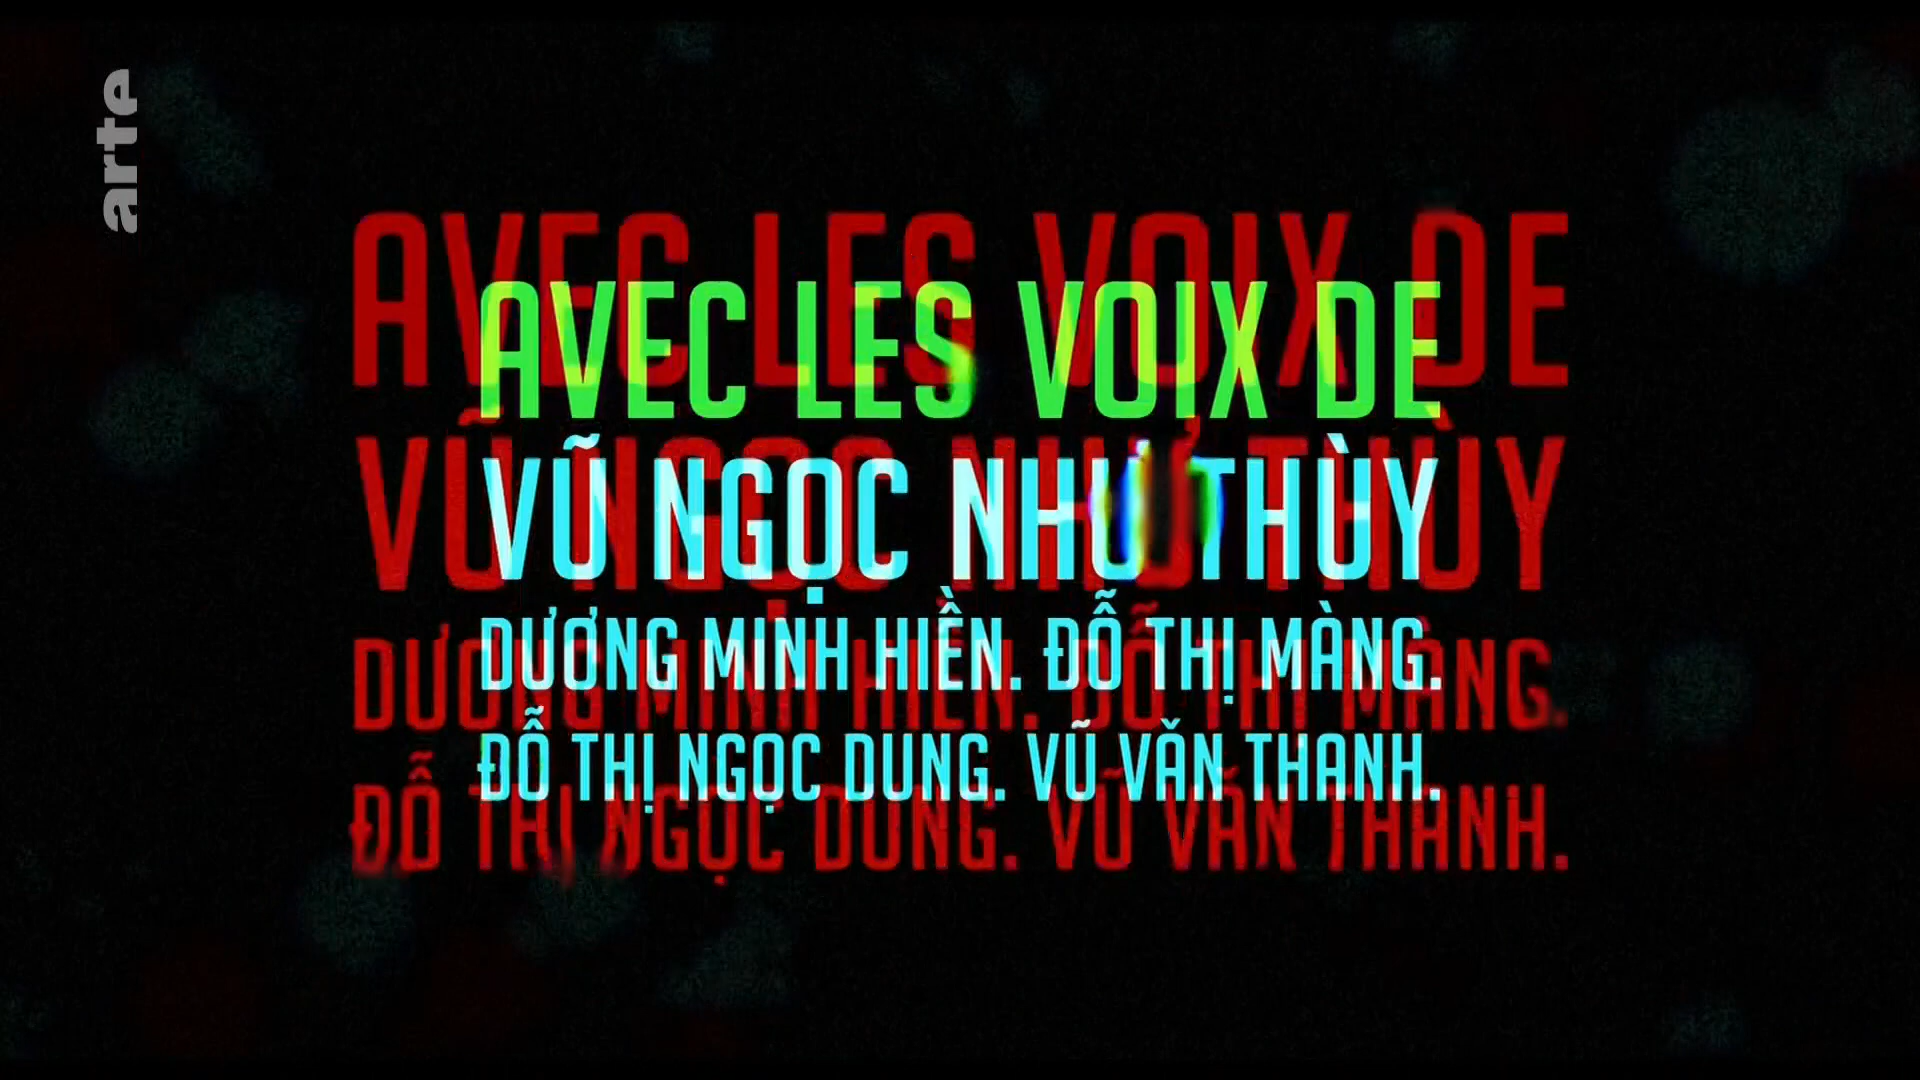 arte
AVEC LES VOIX DE
VŨ NGỌC NHƯ THÙY
DƯƠNG MINH HIỀN. ĐỖ THỊ MÀNG.
ĐỖ THỊ NGỌC DUNG. VŨ VĂN THANH.